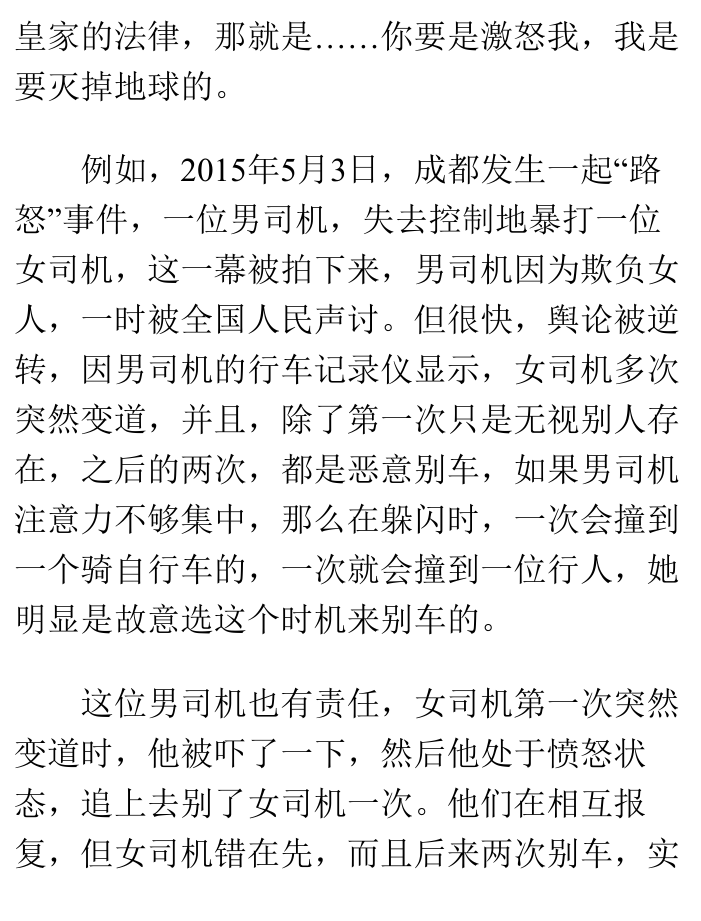 皇家的法律，那就是……你要是激怒我，我是
要灭掉地球的。
例如，2015年5月3日，成都发生一起“路
怒”事件，一位男司机，失去控制地暴打一位
女司机，这一幕被拍下来，男司机因为欺负女
人，一时被全国人民声讨。但很快，舆论被逆
转，因男司机的行车记录仪显示，女司机多次
突然变道，并且，除了第一次只是无视别人存
在，之后的两次，都是恶意别车，如果男司机
注意力不够集中，那么在躲闪时，一次会撞到
一个骑自行车的，一次就会撞到一位行人，她
明显是故意选这个时机来别车的。
这位男司机也有责任，女司机第一次突然
变道时，他被吓了一下，然后他处于愤怒状
态，追上去别了女司机一次。他们在相互报
复，但女司机错在先，而且后来两次别车，实